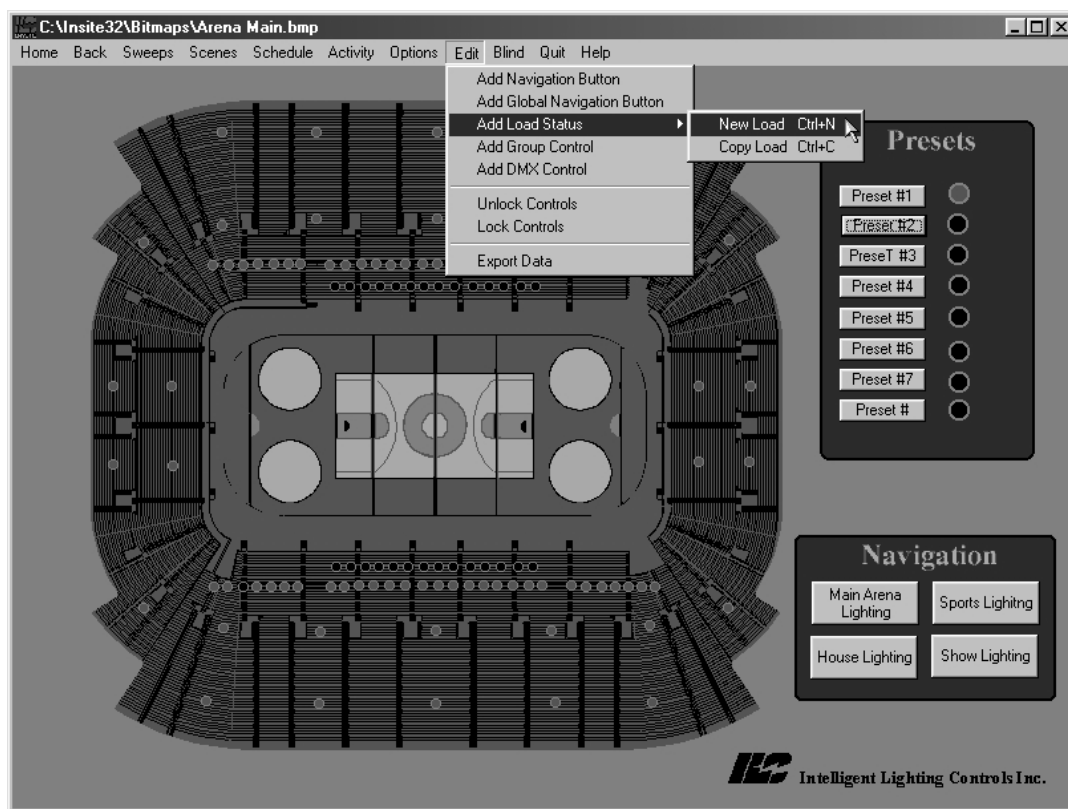 C:\Insite32\Bitmaps\Arena Main.bmp
Home Back Sweeps Scenes Schedule Activity Options Edit Blind Quit Help
Add Navigation Button
Add Global Navigation Button
Add Load Status
New Load Ctrl+N
Copy Load Ctrl+C
Add Group Control
Add DMX Control
Unlock Controls
Lock Controls
Export Data
Presets
Preset #1
Preset #2
PreseT #3
Preset #4
Preset #5
Preset #6
Preset #7
Preset #
Navigation
Main Arena
Lighting
Sports Lighitng
House Lighting
Show Lighting
ILC Intelligent Lighting Controls Inc.